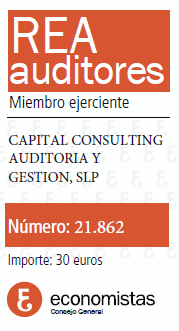 REA
auditores
Miembro ejerciente
CAPITAL CONSULTING
AUDITORIA Y
GESTION, SLP
Número: 21.862
Importe: 30 euros
economistas
Consejo General